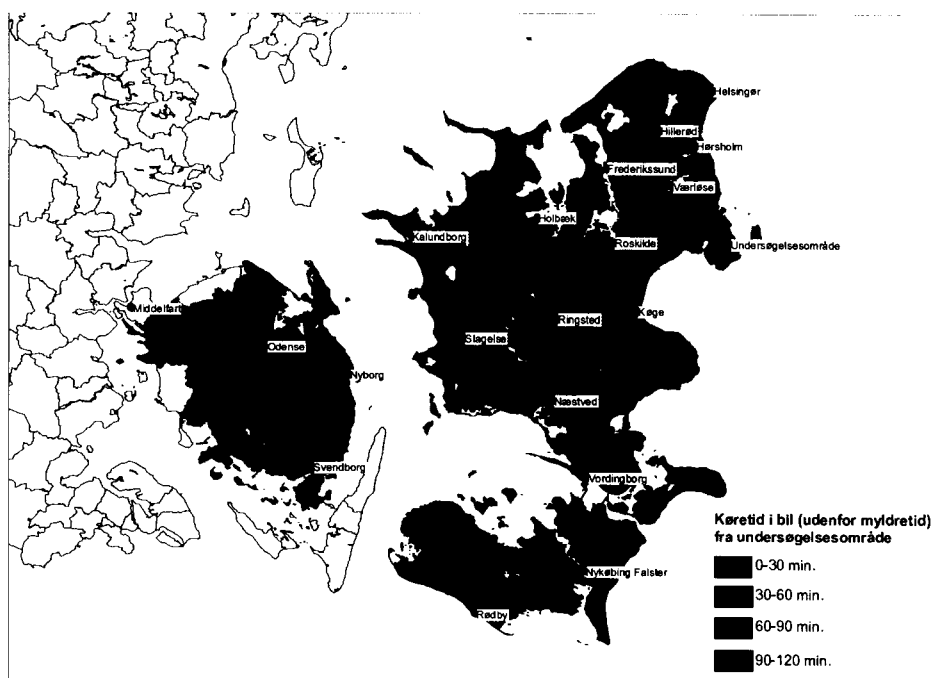 Helsingør
Hillerød
Hørsholm
Frederikssund
Værløse
Holbæk
Kalundborg
Roskilde
Undersøgelsesområde
Middelfart
Køge
Ringsted
Slagelse
Odense
Nyborg
Næstved
Svendborg
Vordingborg
Køretid i bil (udenfor myldretid)
fra undersøgelsesområde
0-30 min.
Nykøbing Falster
30-60 min.
Rødby
60-90 min.
90-120 min.